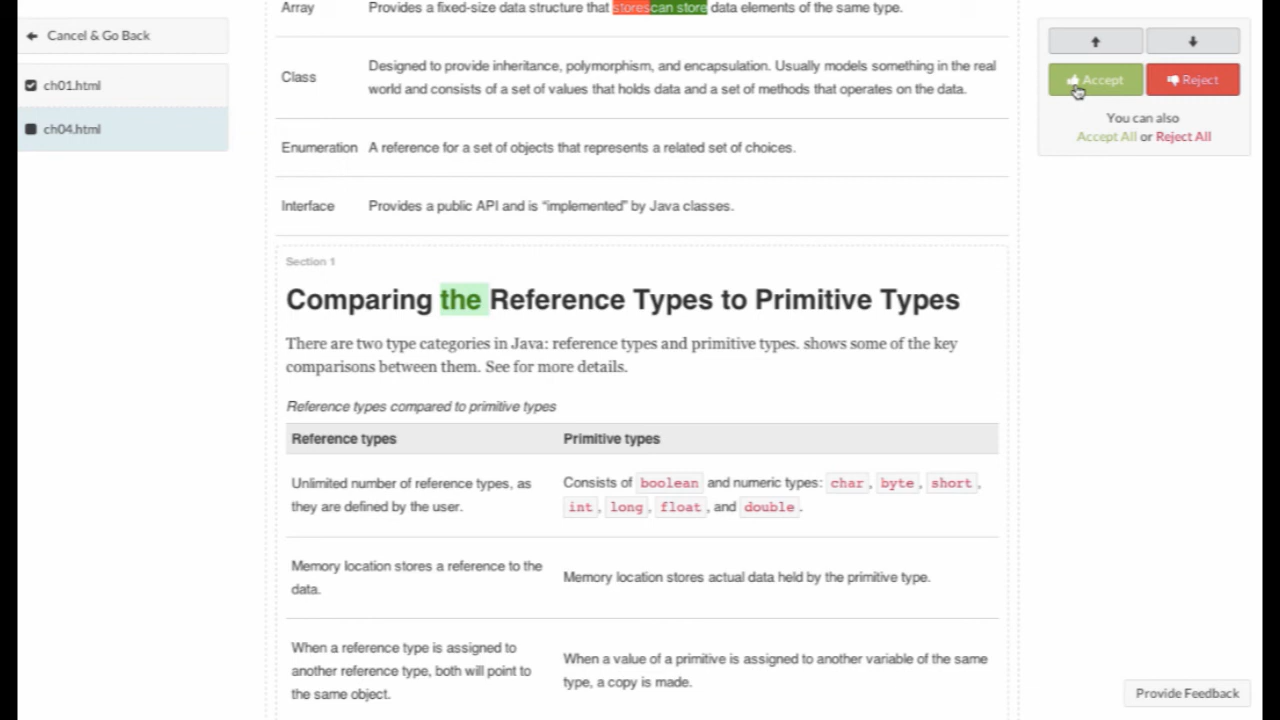 Cancel & Go Back
ch01.html
ch04.html
Array Provides a fixed-size data structure that storescan store data elements of the same type.
Class Designed to provide inheritance, polymorphism, and encapsulation. Usually models something in the real
world and consists of a set of values that holds data and a set of methods that operates on the data.
Enumeration A reference for a set of objects that represents a related set of choices.
Interface Provides a public API and is “implemented” by Java classes.
Section 1
Comparing the Reference Types to Primitive Types
There are two type categories in Java: reference types and primitive types. shows some of the key
comparisons between them. See for more details.
Reference types compared to primitive types
Reference types Primitive types
Unlimited number of reference types, as
they are defined by the user.
Consists of boolean and numeric types: char, byte, short,
int, long, float, and double.
Memory location stores a reference to the
data.
Memory location stores actual data held by the primitive type.
When a reference type is assigned to
another reference type, both will point to
the same object.
When a value of a primitive is assigned to another variable of the same
type, a copy is made.
Accept Reject
You can also
Accept All or Reject All
Provide Feedback